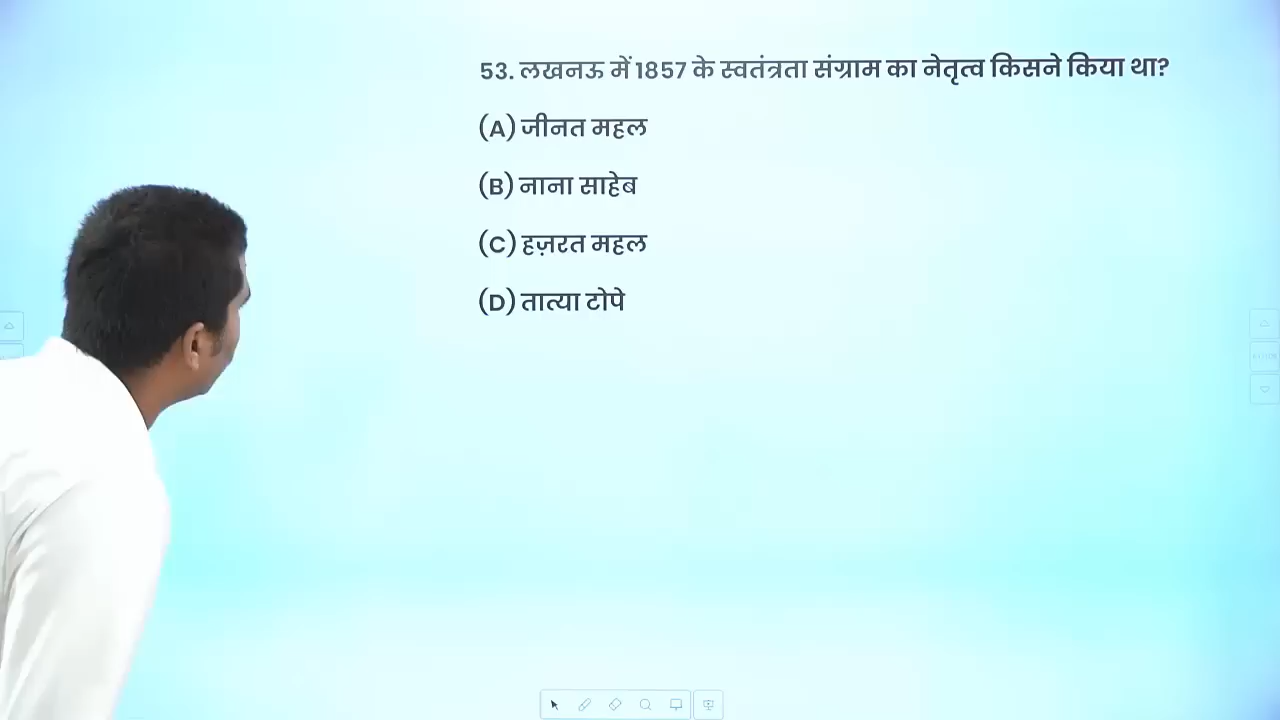 53. लखनऊ में 1857 के स्वतंत्रता संग्राम का नेतृत्व किसने किया था?
(A) जीनत महल
(B) नाना साहेब
(C) हज़रत महल
(D) तात्या टोपे